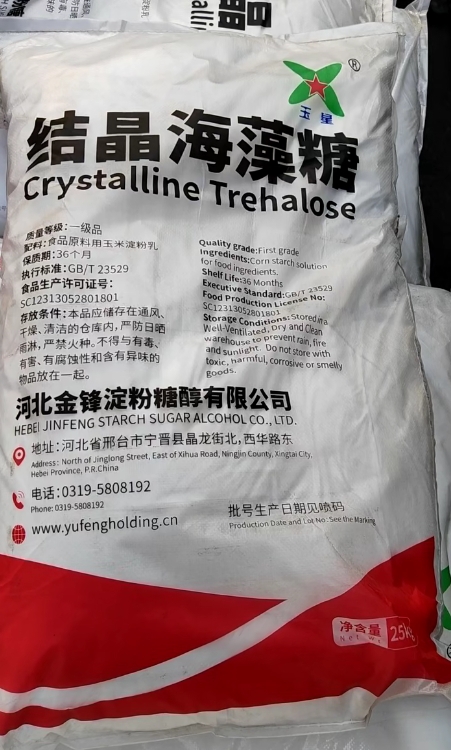 ®
玉星
结晶海藻糖
Crystalline Trehalose
质量等级:一级品
配料:食品原料用玉米淀粉乳
保质期:36个月
执行标准:GB/T 23529
食品生产许可证号:
SC12313052801801
存放条件:本品应储存在通风、
干燥、清洁的仓库内,严防日晒
雨淋,严禁火种。不得与有毒、
有害、有腐蚀性和含有异味的
物品放在一起。
Quality grade:First grade
Ingredients:Corn starch solution
for food ingredients.
Shelf Life:36 Months
Executive Standard:GB/T 23529
Food Production License No:
SC12313052801801
Storage Conditions:Stored in a
Well-Ventilated, Dry and Clean
warehouse to prevent rain, fire
and sunlight. Do not store with
toxic, harmful, corrosive or smelly
goods.
河北金锋淀粉糖醇有限公司
HEBEI JINFENG STARCH SUGAR ALCOHOL CO., LTD.
地址:河北省邢台市宁晋县晶龙街北,西华路东
Address: North of Jinglong Street, East of Xihua Road, Ningjin County, Xingtai City,
Hebei Province, P.R.China
电话:0319-5808192
Phone: 0319-5808192
www.yufengholding.cn
批号生产日期见喷码
Production Date and Lot No: See the Marking
净含量 25kg
Net wt.